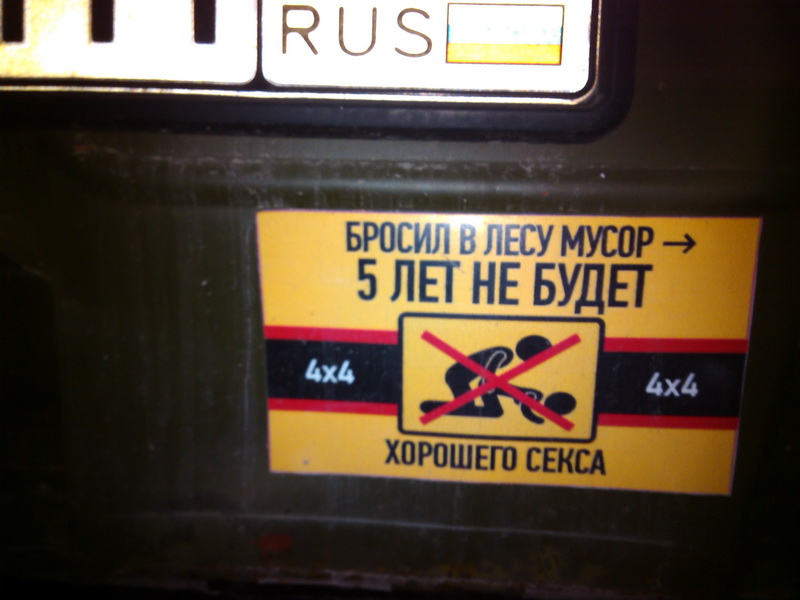 RUS
БРОСИЛ В ЛЕСУ МУСОР →
5 ЛЕТ НЕ БУДЕТ
4x4
4x4
ХОРОШЕГО СЕКСА